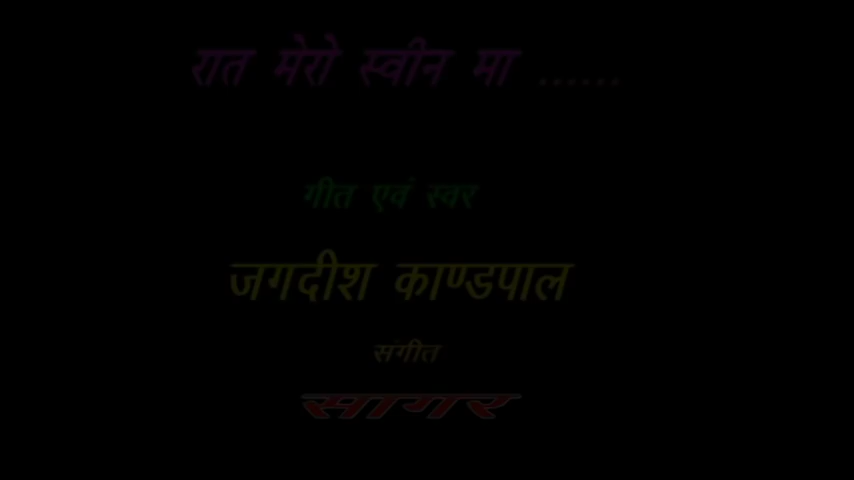 रात मेरो स्वीन मा ......
गीत एवं स्वर
जगदीश काण्डपाल
संगीत
सागर